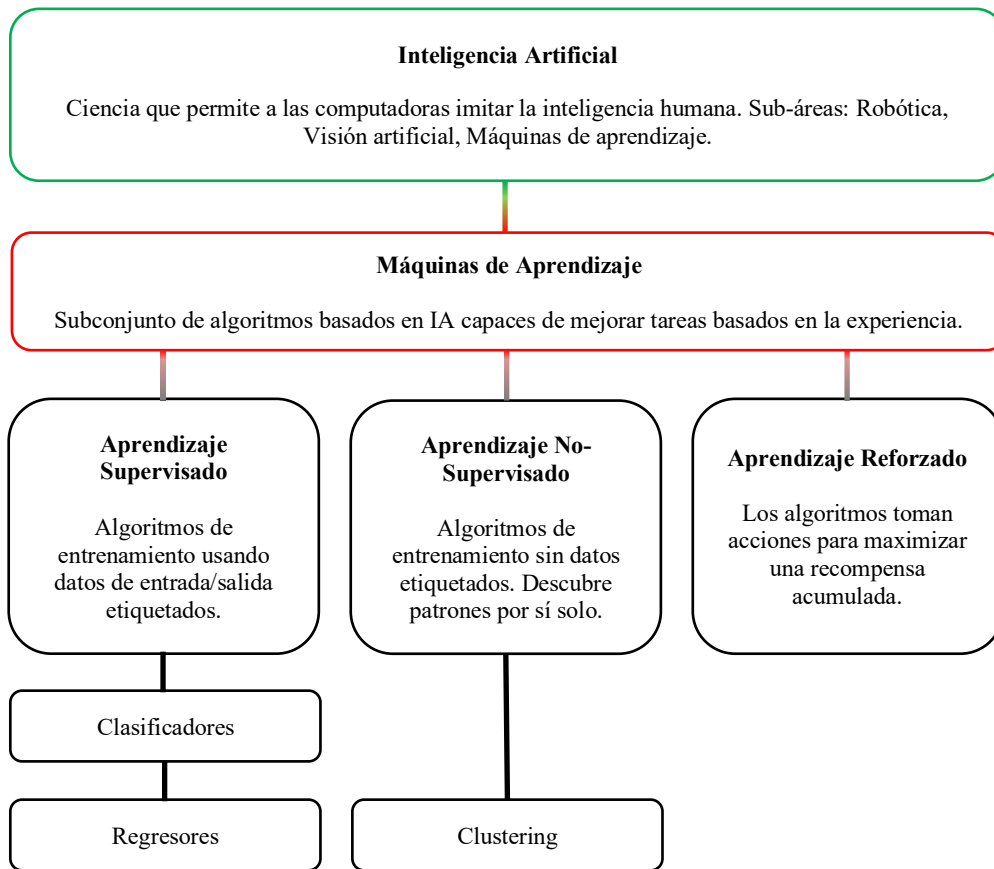 Inteligencia Artificial
Ciencia que permite a las computadoras imitar la inteligencia humana. Sub-áreas: Robótica,
Visión artificial, Máquinas de aprendizaje.
Máquinas de Aprendizaje
Subconjunto de algoritmos basados en IA capaces de mejorar tareas basados en la experiencia.
Aprendizaje
Supervisado
Algoritmos de
entrenamiento usando
datos de entrada/salida
etiquetados.
Aprendizaje No-
Supervisado
Algoritmos de
entrenamiento sin datos
etiquetados. Descubre
patrones por sí solo.
Aprendizaje Reforzado
Los algoritmos toman
acciones para maximizar
una recompensa
acumulada.
Clasificadores
Regresores
Clustering